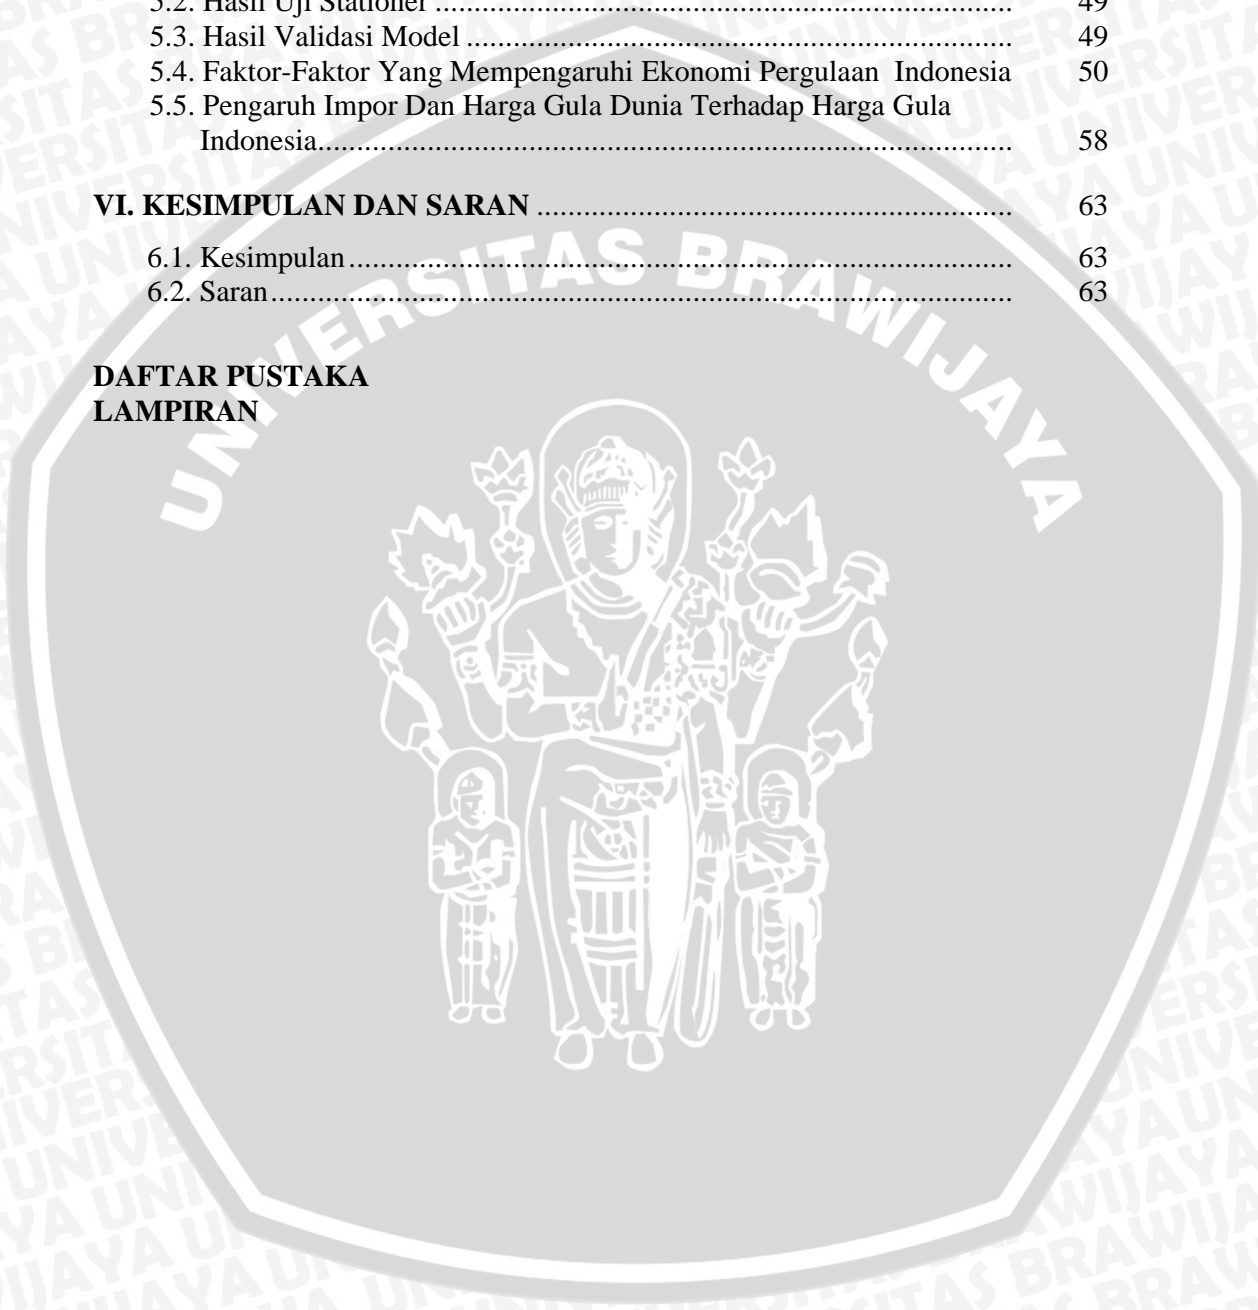 5.2. Hasil Uji Stationer ........................................................................... 49
5.3. Hasil Validasi Model ....................................................................... 49
5.4. Faktor-Faktor Yang Mempengaruhi Ekonomi Pergulaan Indonesia 50
5.5. Pengaruh Impor Dan Harga Gula Dunia Terhadap Harga Gula
Indonesia.......................................................................................... 58
VI. KESIMPULAN DAN SARAN ............................................................. 63
6.1. Kesimpulan ...................................................................................... 63
6.2. Saran ................................................................................................ 63
DAFTAR PUSTAKA
LAMPIRAN
UNIVERSITAS BRAWIJAYA